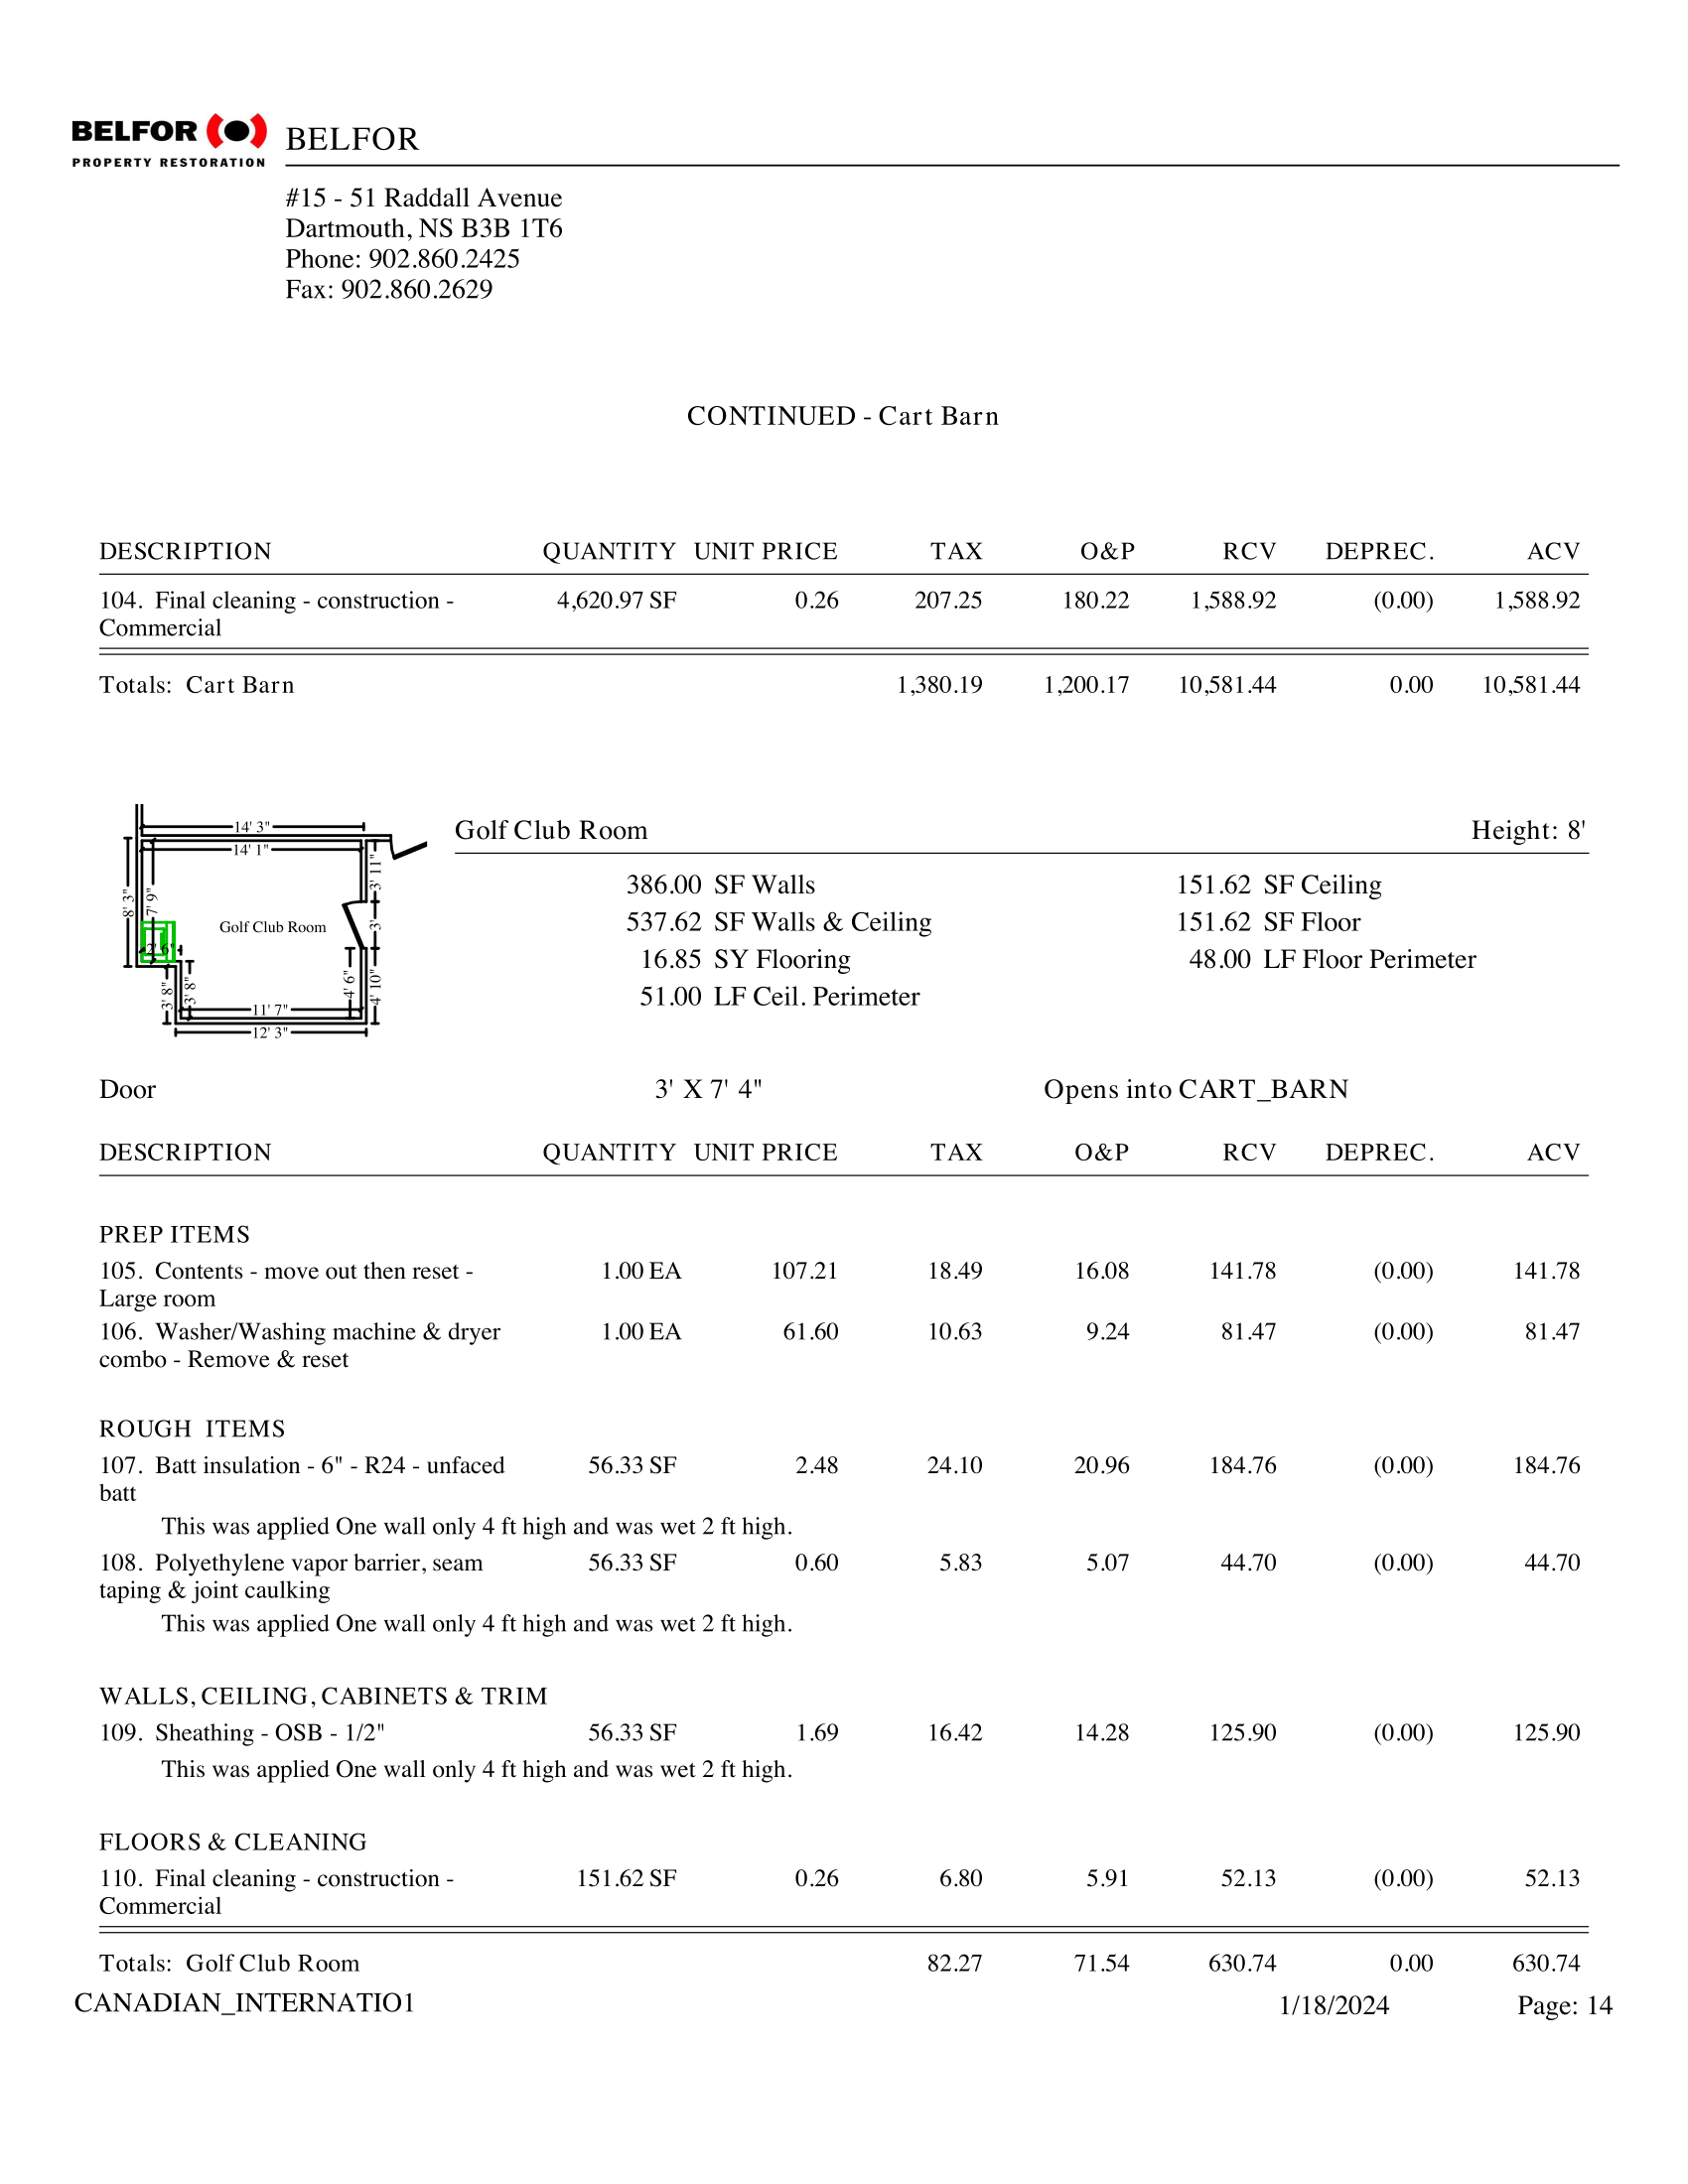 BELFOR
PROPERTY RESTORATION
BELFOR
#15 - 51 Raddall Avenue
Dartmouth, NS B3B 1T6
Phone: 902.860.2425
Fax: 902.860.2629
CONTINUED - Cart Barn
DESCRIPTION QUANTITY UNIT PRICE TAX O&P RCV DEPREC. ACV
104. Final cleaning - construction - 4,620.97 SF 0.26 207.25 180.22 1,588.92 (0.00) 1,588.92
Commercial
Totals: Cart Barn 1,380.19 1,200.17 10,581.44 0.00 10,581.44
14' 3"
14' 1"
3' 11"
8' 3"
7' 9"
Golf Club Room
3'
2' 6"
3' 8"
3' 8"
4' 6"
4' 10"
11' 7"
12' 3"
Golf Club Room Height: 8'
386.00 SF Walls 151.62 SF Ceiling
537.62 SF Walls & Ceiling 151.62 SF Floor
16.85 SY Flooring 48.00 LF Floor Perimeter
51.00 LF Ceil. Perimeter
Door 3' X 7' 4" Opens into CART_BARN
DESCRIPTION QUANTITY UNIT PRICE TAX O&P RCV DEPREC. ACV
PREP ITEMS
105. Contents - move out then reset - 1.00 EA 107.21 18.49 16.08 141.78 (0.00) 141.78
Large room
106. Washer/Washing machine & dryer 1.00 EA 61.60 10.63 9.24 81.47 (0.00) 81.47
combo - Remove & reset
ROUGH ITEMS
107. Batt insulation - 6" - R24 - unfaced 56.33 SF 2.48 24.10 20.96 184.76 (0.00) 184.76
batt
This was applied One wall only 4 ft high and was wet 2 ft high.
108. Polyethylene vapor barrier, seam 56.33 SF 0.60 5.83 5.07 44.70 (0.00) 44.70
taping & joint caulking
This was applied One wall only 4 ft high and was wet 2 ft high.
WALLS, CEILING, CABINETS & TRIM
109. Sheathing - OSB - 1/2" 56.33 SF 1.69 16.42 14.28 125.90 (0.00) 125.90
This was applied One wall only 4 ft high and was wet 2 ft high.
FLOORS & CLEANING
110. Final cleaning - construction - 151.62 SF 0.26 6.80 5.91 52.13 (0.00) 52.13
Commercial
Totals: Golf Club Room 82.27 71.54 630.74 0.00 630.74
CANADIAN_INTERNATIO1 1/18/2024 Page: 14